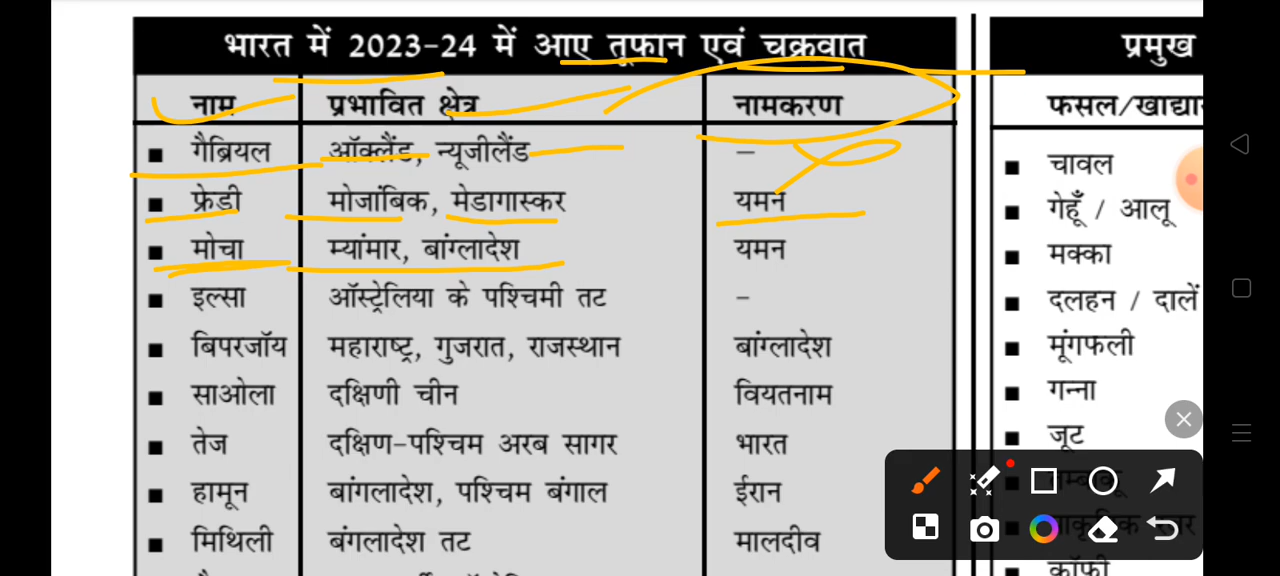 भारत में 2023-24 में आए तूफान एवं चक्रवात
नाम प्रभावित क्षेत्र नामकरण
गैब्रियल ऑक्लैंड, न्यूजीलैंड –
फ्रेडी मोजांबिक, मेडागास्कर यमन
मोचा म्यांमार, बांग्लादेश यमन
इल्सा ऑस्ट्रेलिया के पश्चिमी तट –
बिपरजॉय महाराष्ट्र, गुजरात, राजस्थान बांग्लादेश
साओला दक्षिणी चीन वियतनाम
तेज दक्षिण-पश्चिम अरब सागर भारत
हामून बांगलादेश, पश्चिम बंगाल ईरान
मिथिली बंगलादेश तट मालदीव
प्रमुख
फसल/खाद्या
चावल
गेहूँ / आलू
मक्का
दलहन / दालें
मूंगफली
गन्ना
जूट
कॉफी